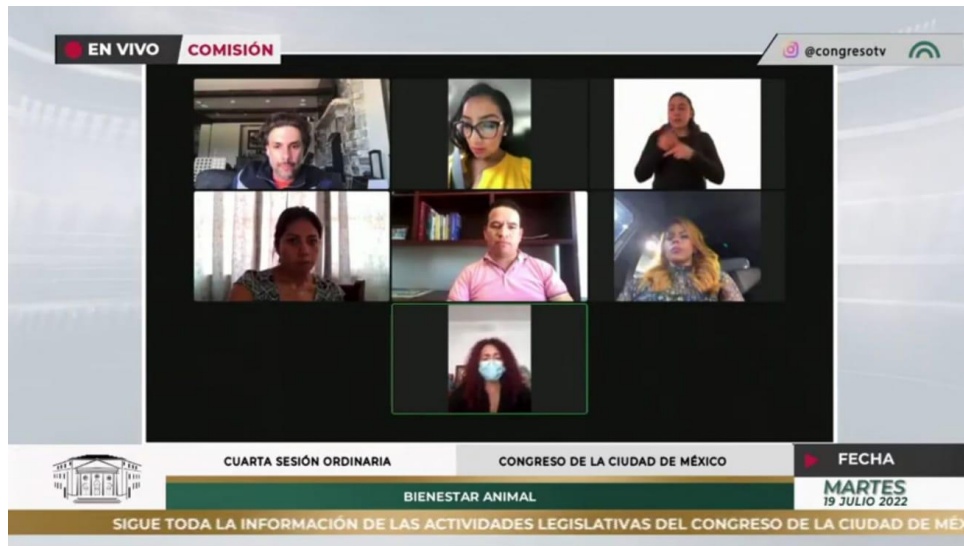 EN VIVO COMISIÓN
@congresotv
CUARTA SESIÓN ORDINARIA
CONGRESO DE LA CIUDAD DE MÉXICO
FECHA
BIENESTAR ANIMAL
MARTES
19 JULIO 2022
SIGUE TODA LA INFORMACIÓN DE LAS ACTIVIDADES LEGISLATIVAS DEL CONGRESO DE LA CIUDAD DE MÉX